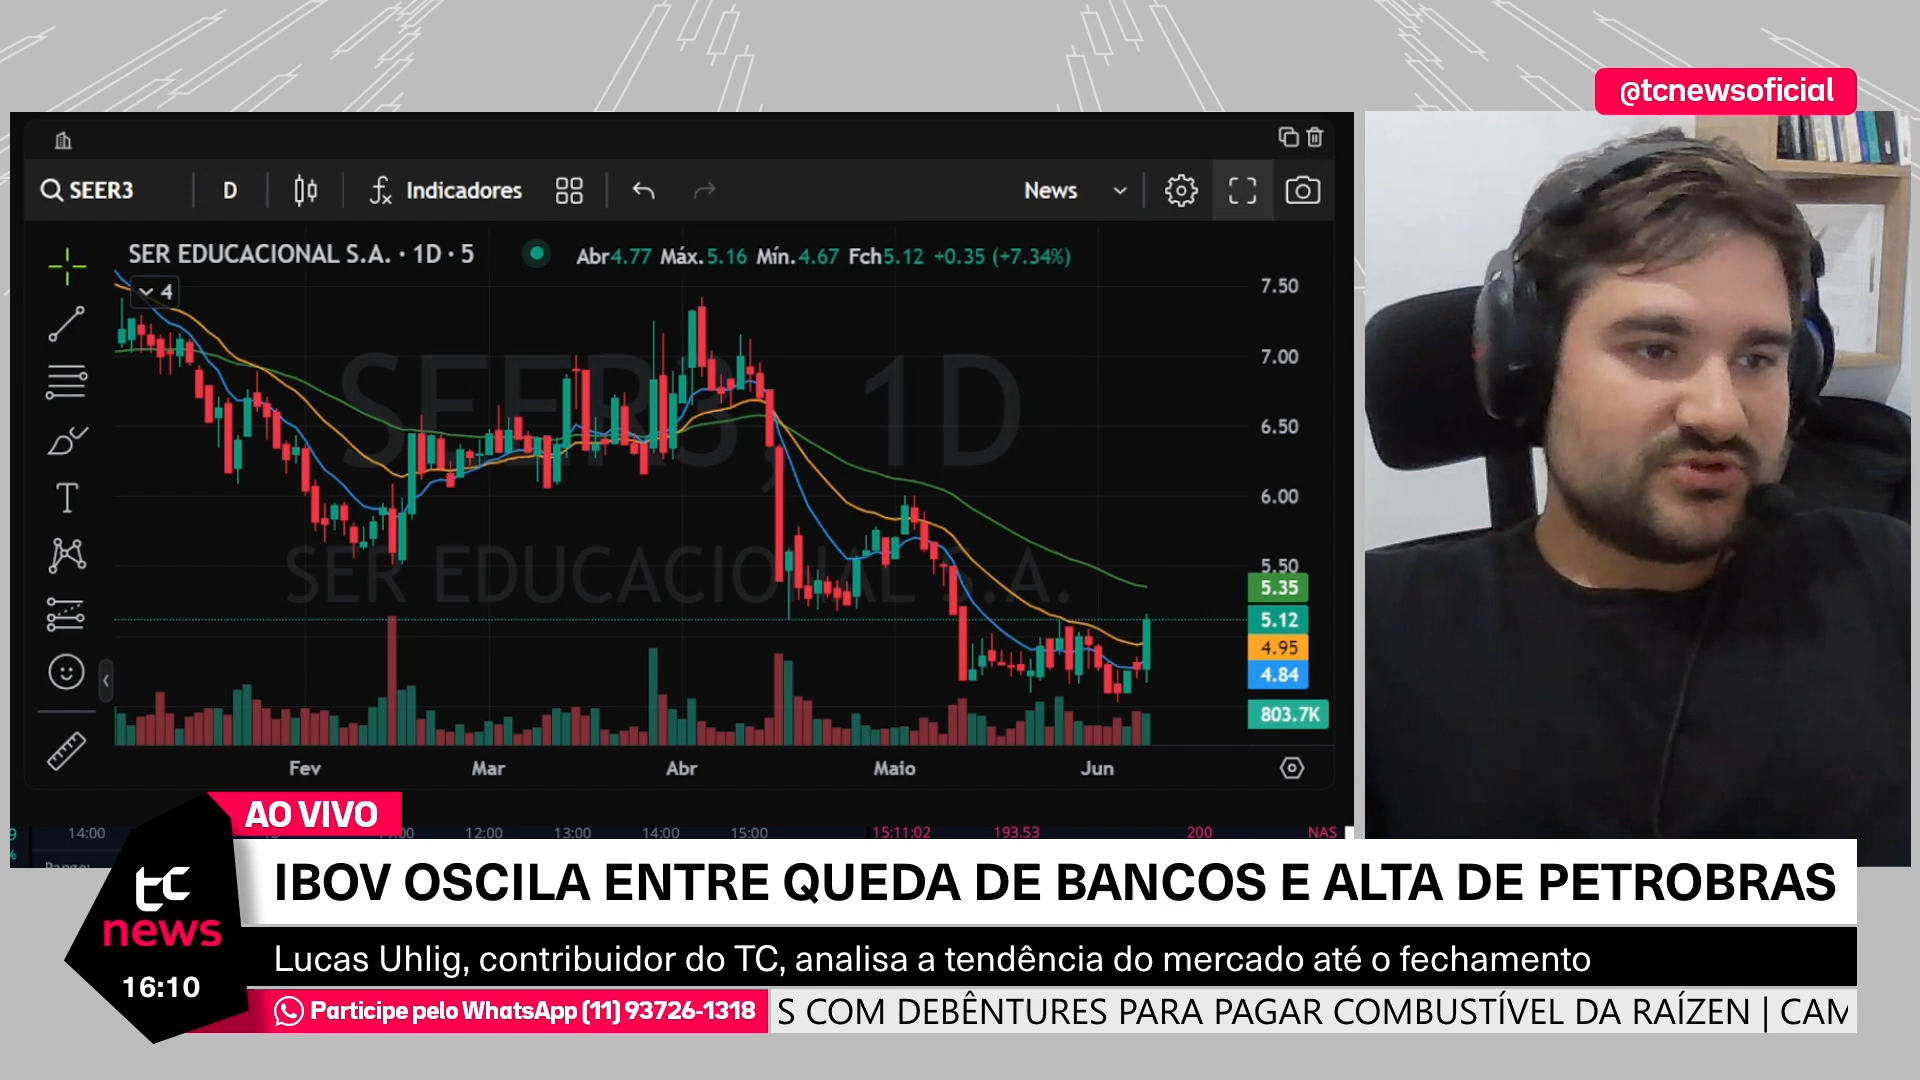 @tcnewsoficial
SEER3 D Indicadores News
SER EDUCACIONAL S.A. · 1D · 5 Abr4.77 Máx.5.16 Mín.4.67 Fch5.12 +0.35 (+7.34%)
4
7.50
7.00
6.50
6.00
5.50
5.35
5.12
4.95
4.84
803.7K
SEER3, 1D
SER EDUCACIONAL S.A.
Fev Mar Abr Maio Jun
AO VIVO
14:00 12:00 13:00 14:00 15:00 15:11:02 193.53 200 NAS
Range:
IBOV OSCILA ENTRE QUEDA DE BANCOS E ALTA DE PETROBRAS
tc
news
Lucas Uhlig, contribuidor do TC, analisa a tendência do mercado até o fechamento
16:10
Participe pelo WhatsApp (11) 93726-1318 S COM DEBÊNTURES PARA PAGAR COMBUSTÍVEL DA RAÍZEN | CAM